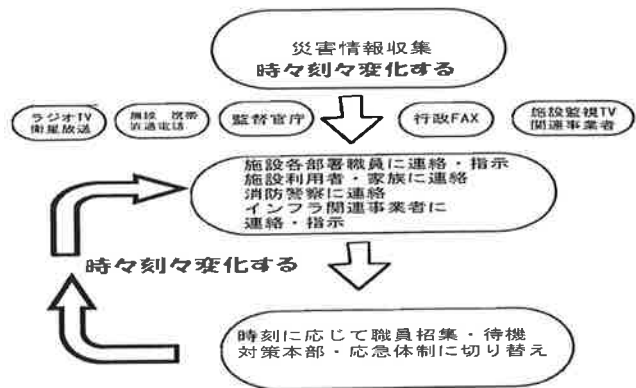 災害情報収集
時々刻々変化する
ラジオTV
衛星放送
施設 携帯
直通電話
監督官庁
行政FAX
施設監視TV
関連事業者
施設各部署職員に連絡・指示
施設利用者・家族に連絡
消防警察に連絡
インフラ関連事業者に
連絡・指示
時々刻々変化する
時刻に応じて職員招集・待機
対策本部・応急体制に切り替え